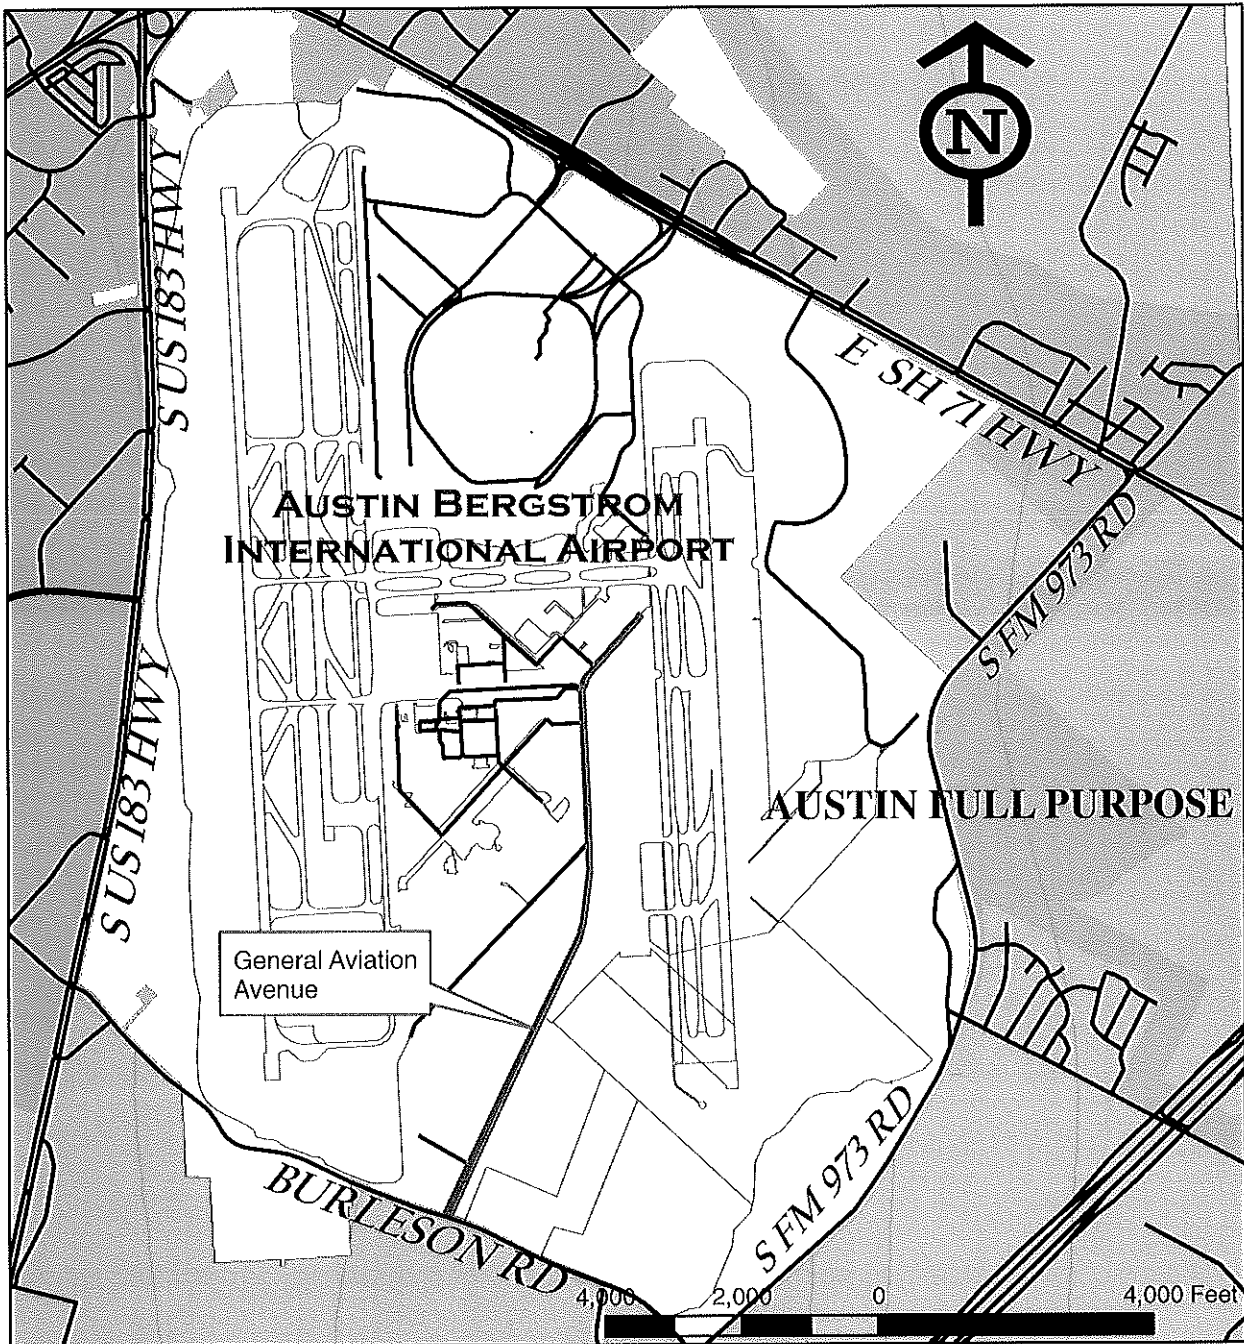 N
S US 183 HWY
E SH 71 HWY
AUSTIN BERGSTROM
INTERNATIONAL AIRPORT
S FM 973 RD
S US 183 HWY
AUSTIN FULL PURPOSE
General Aviation
Avenue
S FM 973 RD
BURLESON RD
4,000 2,000 0 4,000 Feet